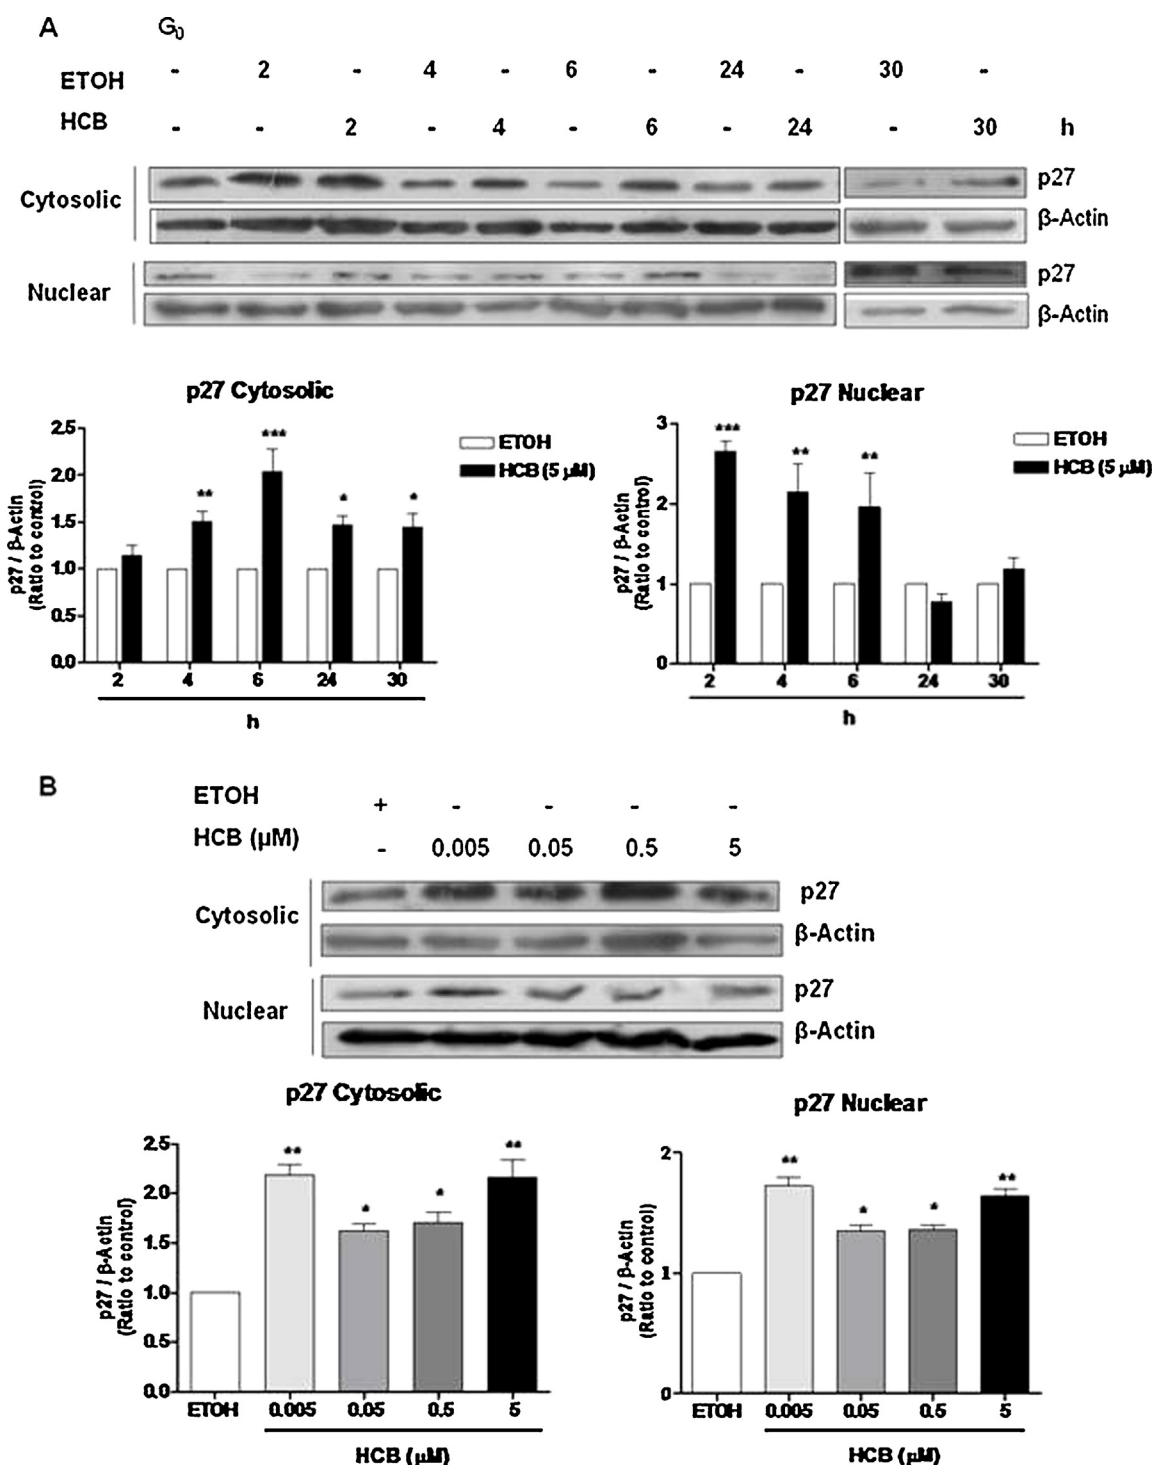 A G₀
ETOH - 2 - 4 - 6 - 24 - 30 -
HCB - - 2 - 4 - 6 - 24 - 30 h
Cytosolic p27
β-Actin
Nuclear p27
β-Actin
p27 Cytosolic
2.5
2.0
1.5
1.0
0.5
0.0
p27 / β-Actin
(Ratio to control)
** *** * *
ETOH
HCB (5 µM)
2 4 6 24 30
h
p27 Nuclear
3
2
1
0
p27 / β-Actin
(Ratio to control)
*** ** **
ETOH
HCB (5 µM)
2 4 6 24 30
h
B
ETOH + - - - -
HCB (µM) - 0.005 0.05 0.5 5
Cytosolic p27
β-Actin
Nuclear p27
β-Actin
p27 Cytosolic
2.5
2.0
1.5
1.0
0.5
0.0
p27 / β-Actin
(Ratio to control)
** * * **
ETOH 0.005 0.05 0.5 5
HCB (µM)
p27 Nuclear
2
1
0
p27 / β-Actin
(Ratio to control)
** * * **
ETOH 0.005 0.05 0.5 5
HCB (µM)